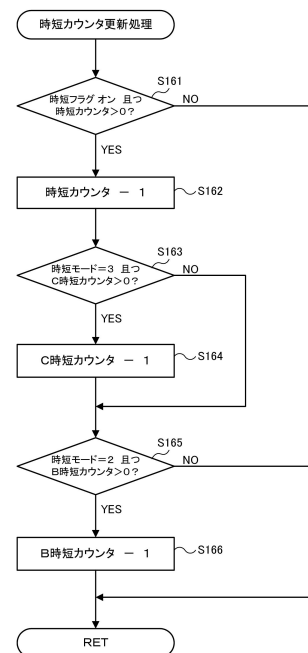 時短カウンタ更新処理
S161
時短フラグ オン 且つ
時短カウンタ>0？
NO
YES
時短カウンタ － 1
S162
S163
時短モード＝3 且つ
C時短カウンタ>0？
NO
YES
C時短カウンタ － 1
S164
S165
時短モード＝2 且つ
B時短カウンタ>0？
NO
YES
B時短カウンタ － 1
S166
RET